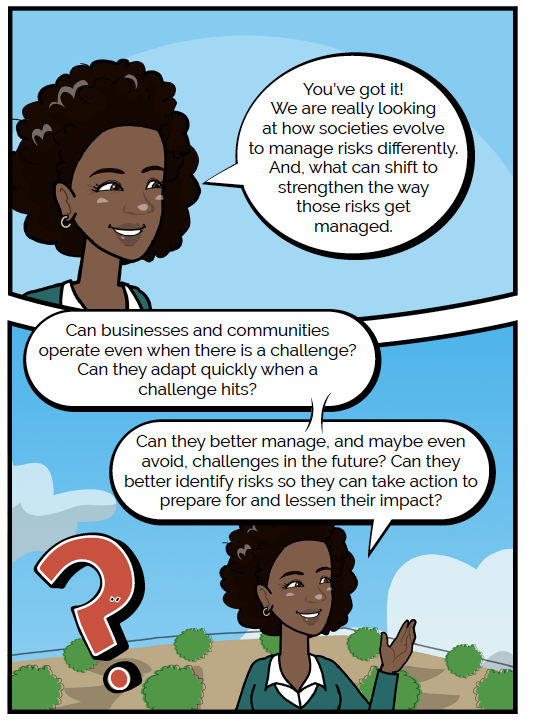 You've got it!
We are really looking
at how societies evolve
to manage risks differently.
And, what can shift to
strengthen the way
those risks get
managed.
Can businesses and communities
operate even when there is a challenge?
Can they adapt quickly when a
challenge hits?
Can they better manage, and maybe even
avoid, challenges in the future? Can they
better identify risks so they can take action to
prepare for and lessen their impact?
?